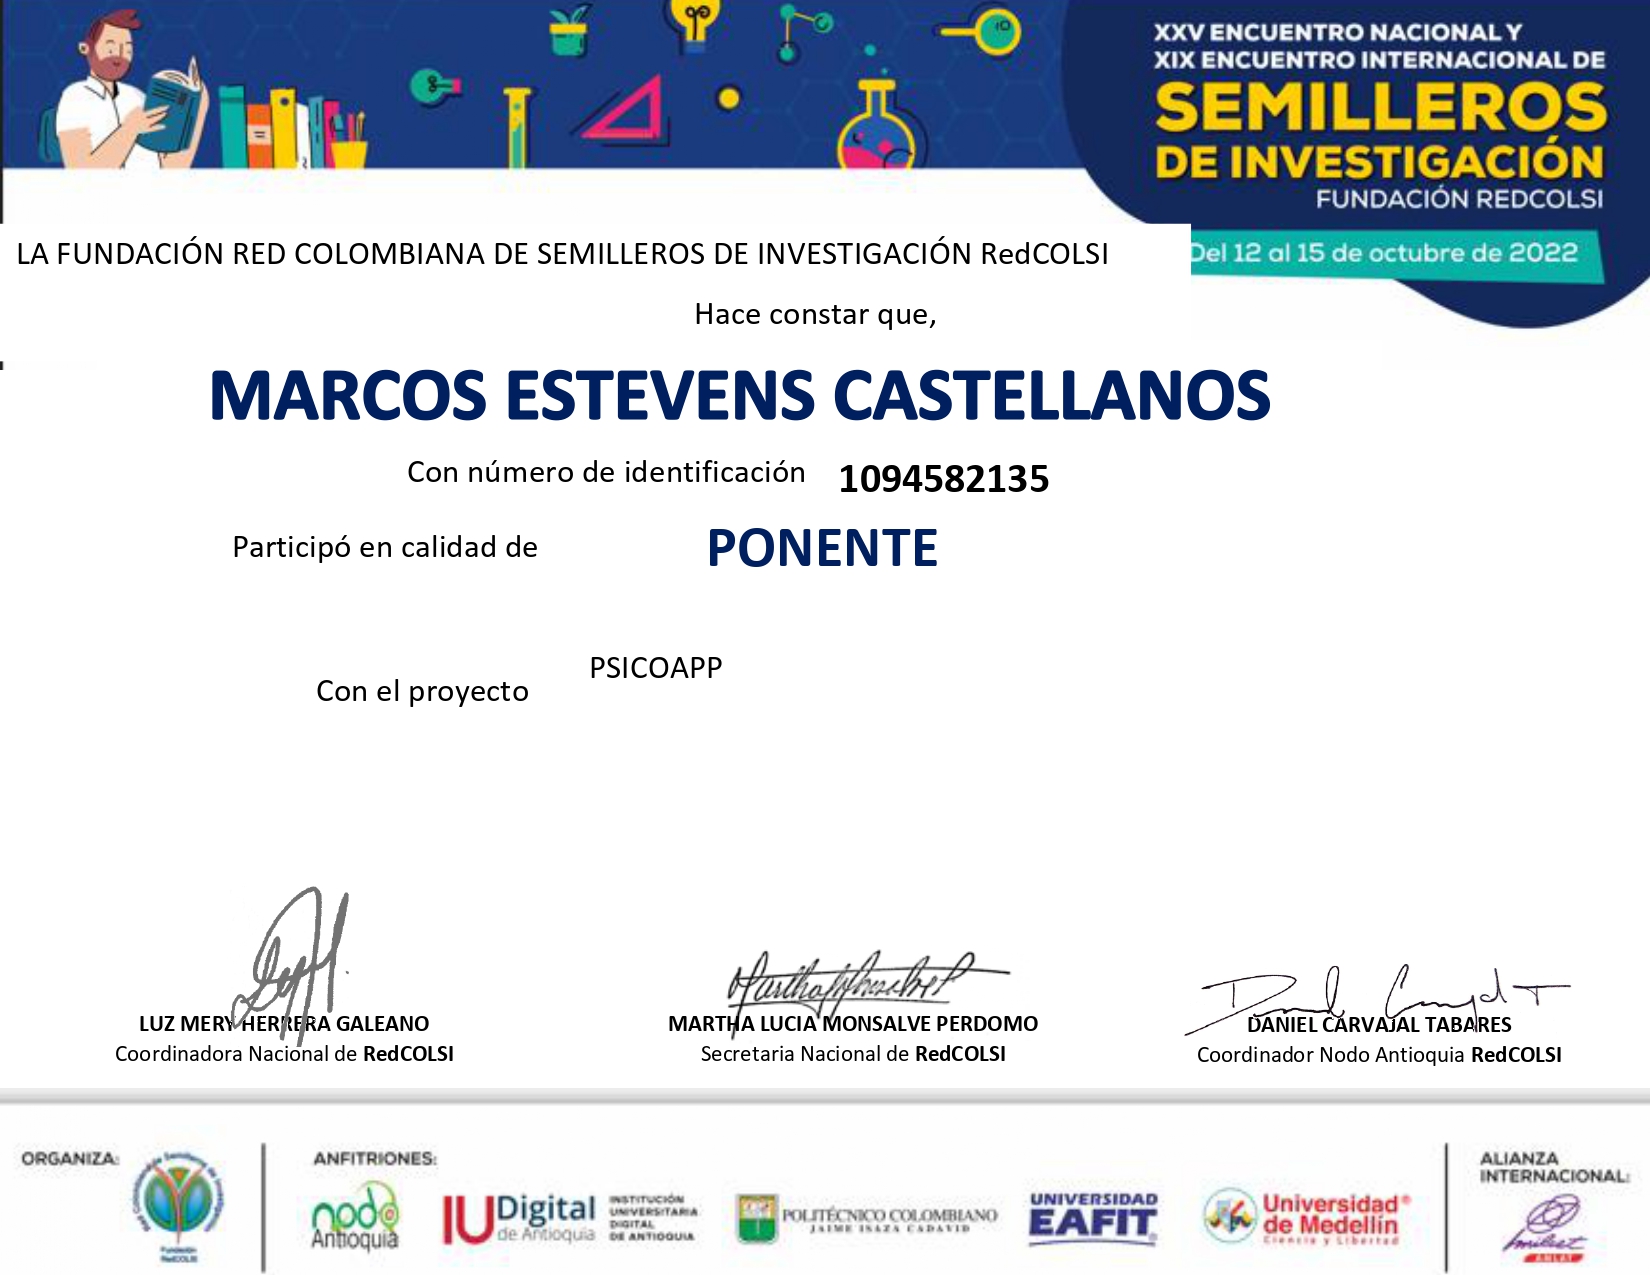 XXV ENCUENTRO NACIONAL Y
XIX ENCUENTRO INTERNACIONAL DE
SEMILLEROS
DE INVESTIGACIÓN
FUNDACIÓN REDCOLSI
Del 12 al 15 de octubre de 2022
LA FUNDACIÓN RED COLOMBIANA DE SEMILLEROS DE INVESTIGACIÓN RedCOLSI
Hace constar que,
MARCOS ESTEVENS CASTELLANOS
Con número de identificación 1094582135
Participó en calidad de PONENTE
PSICOAPP
Con el proyecto
LUZ MERY HERRERA GALEANO
Coordinadora Nacional de RedCOLSI
MARTHA LUCIA MONSALVE PERDOMO
Secretaria Nacional de RedCOLSI
DANIEL CARVAJAL TABARES
Coordinador Nodo Antioquia RedCOLSI
ORGANIZA:
Fundación
RedCOLSI
ANFITRIONES:
nodo
Antioquia
IUDigital
de Antioquia
INSTITUCIÓN
UNIVERSITARIA
DIGITAL
DE ANTIOQUIA
POLITÉCNICO COLOMBIANO
JAIME ISAZA CADAVID
UNIVERSIDAD
EAFIT
Universidad
de Medellín
Ciencia y Libertad
ALIANZA
INTERNACIONAL:
milset
AMLAT